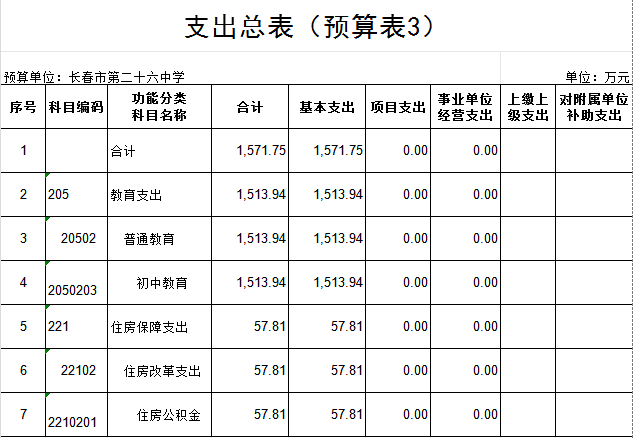 支出总表（预算表3）
预算单位：长春市第二十六中学 单位：万元
序号 科目编码 功能分类科目名称 合计 基本支出 项目支出 事业单位经营支出 上缴上级支出 对附属单位补助支出
1 合计 1,571.75 1,571.75 0.00 0.00
2 205 教育支出 1,513.94 1,513.94 0.00 0.00
3 20502 普通教育 1,513.94 1,513.94 0.00 0.00
4 2050203 初中教育 1,513.94 1,513.94 0.00 0.00
5 221 住房保障支出 57.81 57.81 0.00 0.00
6 22102 住房改革支出 57.81 57.81 0.00 0.00
7 2210201 住房公积金 57.81 57.81 0.00 0.00